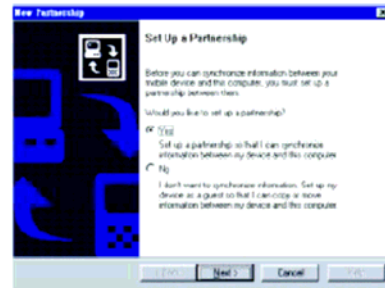 New Partnership
Set Up a Partnership
Before you can synchronize information between your
mobile device and this computer, you must set up a
partnership between them.
Would you like to set up a partnership?
Yes
Set up a partnership so that I can synchronize
information between my device and this computer
No
I don't want to synchronize information. Set up my
device as a guest so that I can copy or move
information between my device and this computer
< Back
Next >
Cancel
Help